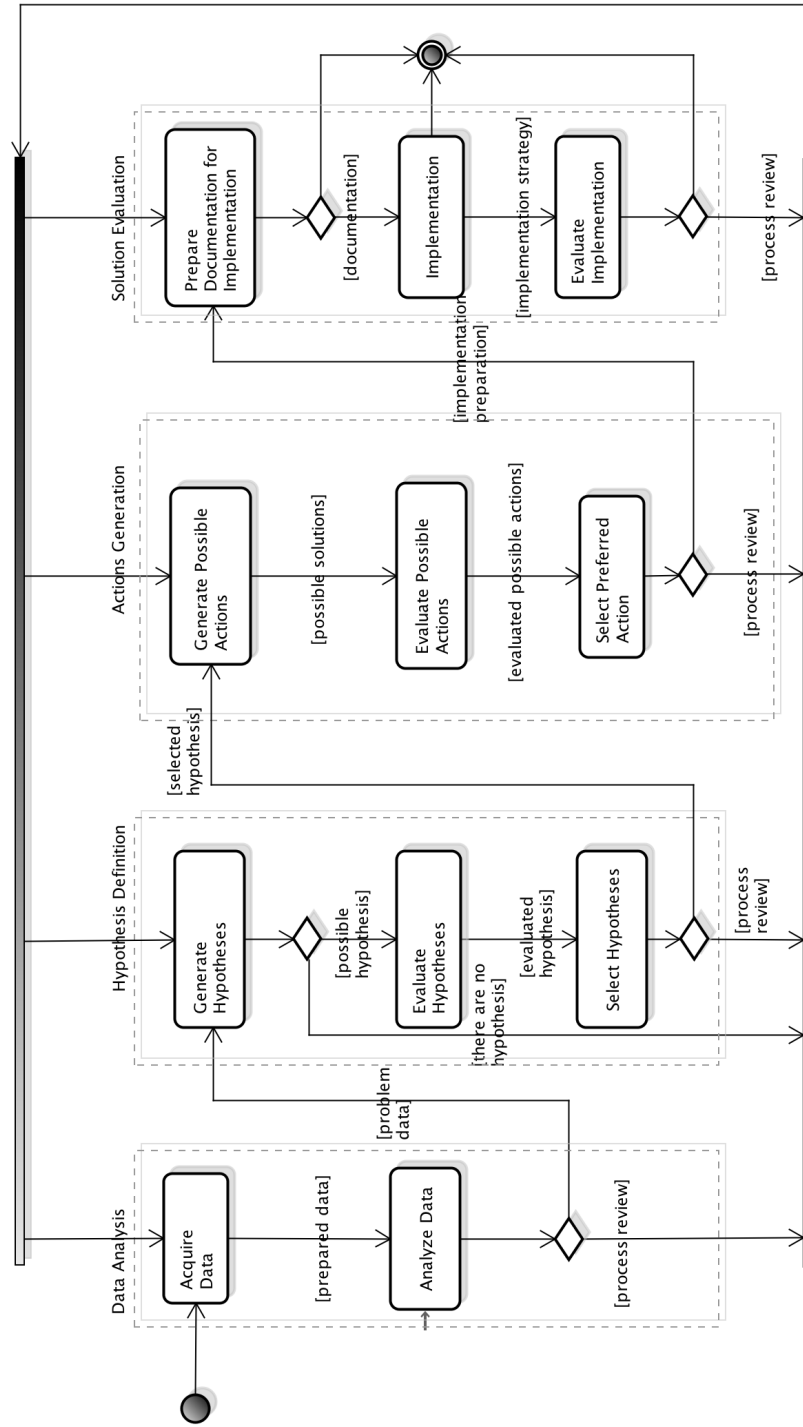 Data Analysis
Acquire
Data
[prepared data]
Analyze Data
[process review]
[problem
data]
Hypothesis Definition
Generate
Hypotheses
[possible
hypothesis]
[there are no
hypothesis]
Evaluate
Hypotheses
[evaluated
hypothesis]
Select Hypotheses
[process
review]
[selected
hypothesis]
Actions Generation
Generate Possible
Actions
[possible solutions]
Evaluate Possible
Actions
[evaluated possible actions]
Select Preferred
Action
[process review]
[implementation
preparation]
Solution Evaluation
Prepare
Documentation for
Implementation
[documentation]
Implementation
[implementation strategy]
Evaluate
Implementation
[process review]